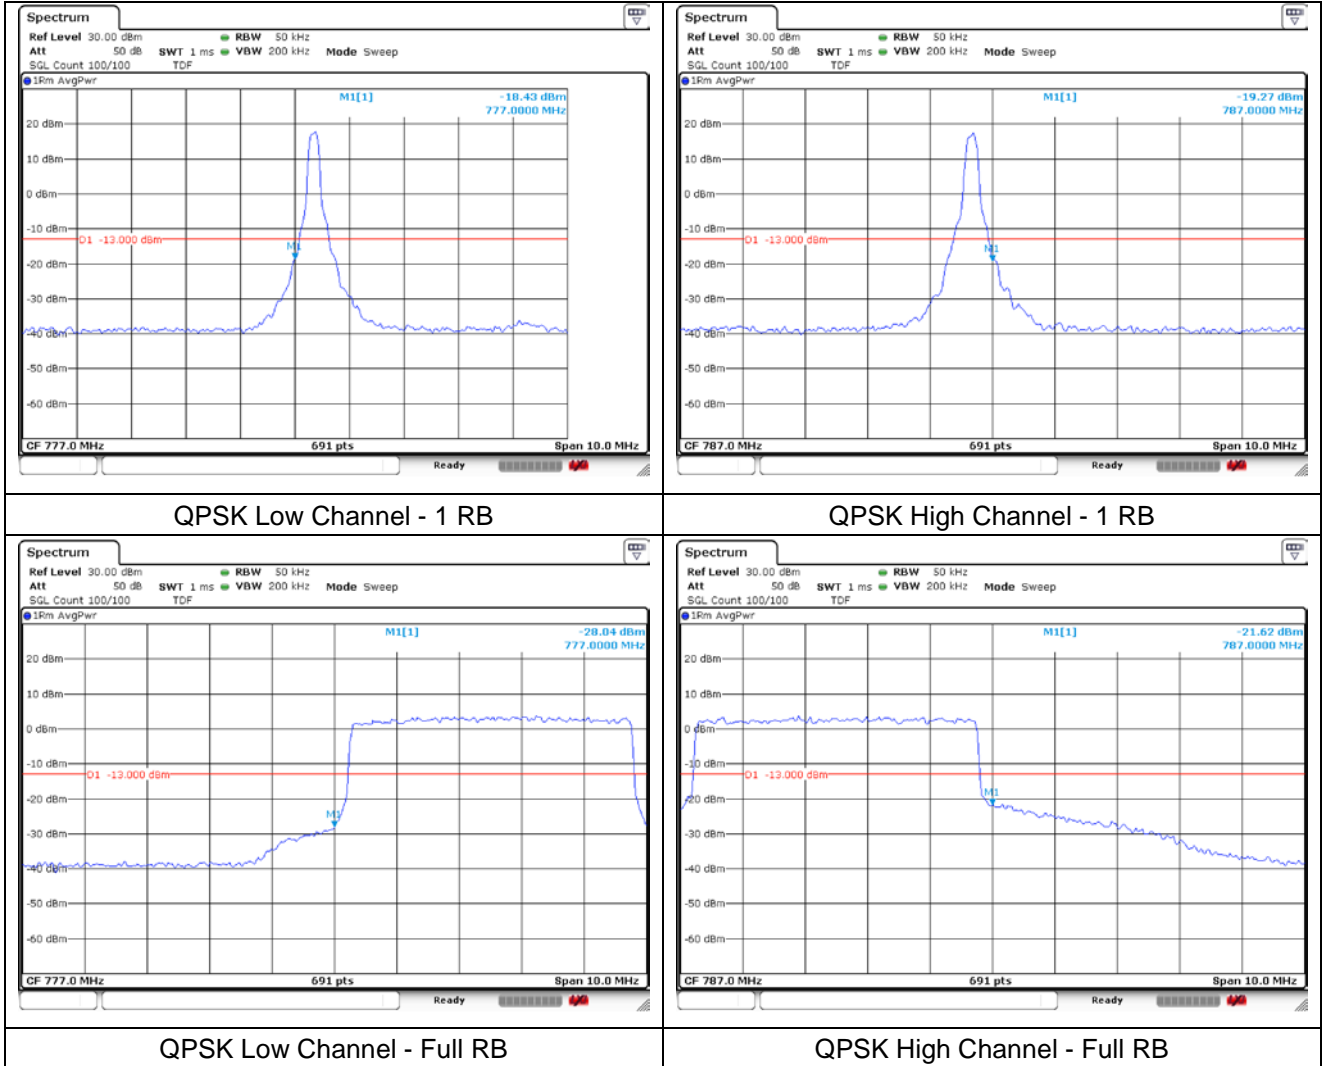 Spectrum
Ref Level 30.00 dBm RBW 50 kHz
Att 50 dB SWT 1 ms VBW 200 kHz Mode Sweep
SGL Count 100/100 TDF
1Rm AvgPwr
M1[1] -18.43 dBm
777.0000 MHz
20 dBm
10 dBm
0 dBm
-10 dBm
D1 -13.000 dBm
M1
-20 dBm
-30 dBm
-40 dBm
-50 dBm
-60 dBm
CF 777.0 MHz 691 pts Span 10.0 MHz
Ready
QPSK Low Channel - 1 RB
Spectrum
Ref Level 30.00 dBm RBW 50 kHz
Att 50 dB SWT 1 ms VBW 200 kHz Mode Sweep
SGL Count 100/100 TDF
1Rm AvgPwr
M1[1] -19.27 dBm
787.0000 MHz
20 dBm
10 dBm
0 dBm
-10 dBm
D1 -13.000 dBm
M1
-20 dBm
-30 dBm
-40 dBm
-50 dBm
-60 dBm
CF 787.0 MHz 691 pts Span 10.0 MHz
Ready
QPSK High Channel - 1 RB
Spectrum
Ref Level 30.00 dBm RBW 50 kHz
Att 50 dB SWT 1 ms VBW 200 kHz Mode Sweep
SGL Count 100/100 TDF
1Rm AvgPwr
M1[1] -28.04 dBm
777.0000 MHz
20 dBm
10 dBm
0 dBm
-10 dBm
D1 -13.000 dBm
-20 dBm
M1
-30 dBm
-40 dBm
-50 dBm
-60 dBm
CF 777.0 MHz 691 pts Span 10.0 MHz
Ready
QPSK Low Channel - Full RB
Spectrum
Ref Level 30.00 dBm RBW 50 kHz
Att 50 dB SWT 1 ms VBW 200 kHz Mode Sweep
SGL Count 100/100 TDF
1Rm AvgPwr
M1[1] -21.62 dBm
787.0000 MHz
20 dBm
10 dBm
0 dBm
-10 dBm
D1 -13.000 dBm
M1
-20 dBm
-30 dBm
-40 dBm
-50 dBm
-60 dBm
CF 787.0 MHz 691 pts Span 10.0 MHz
Ready
QPSK High Channel - Full RB